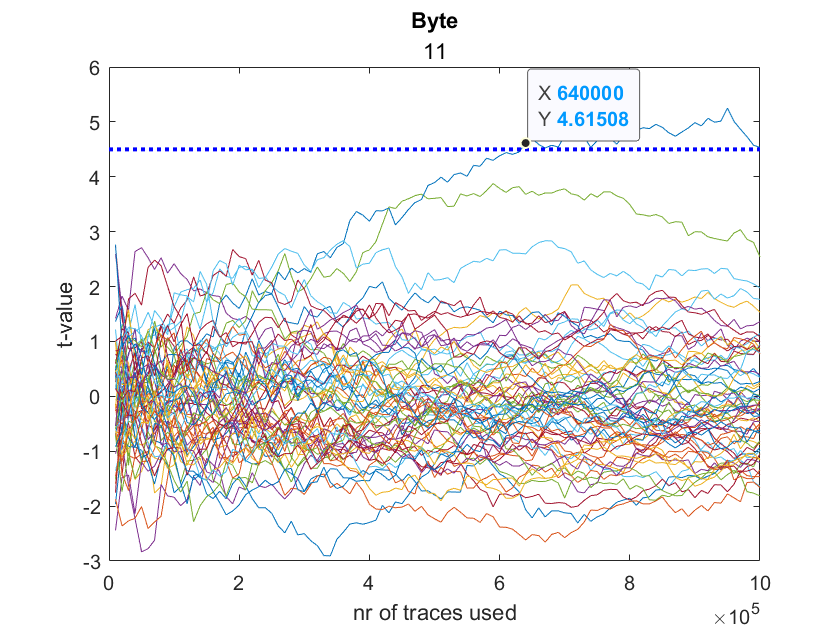 Byte
11
X 640000
Y 4.61508
6
5
4
3
2
1
0
-1
-2
-3
t-value
0 2 4 6 8 10
nr of traces used
×10^5